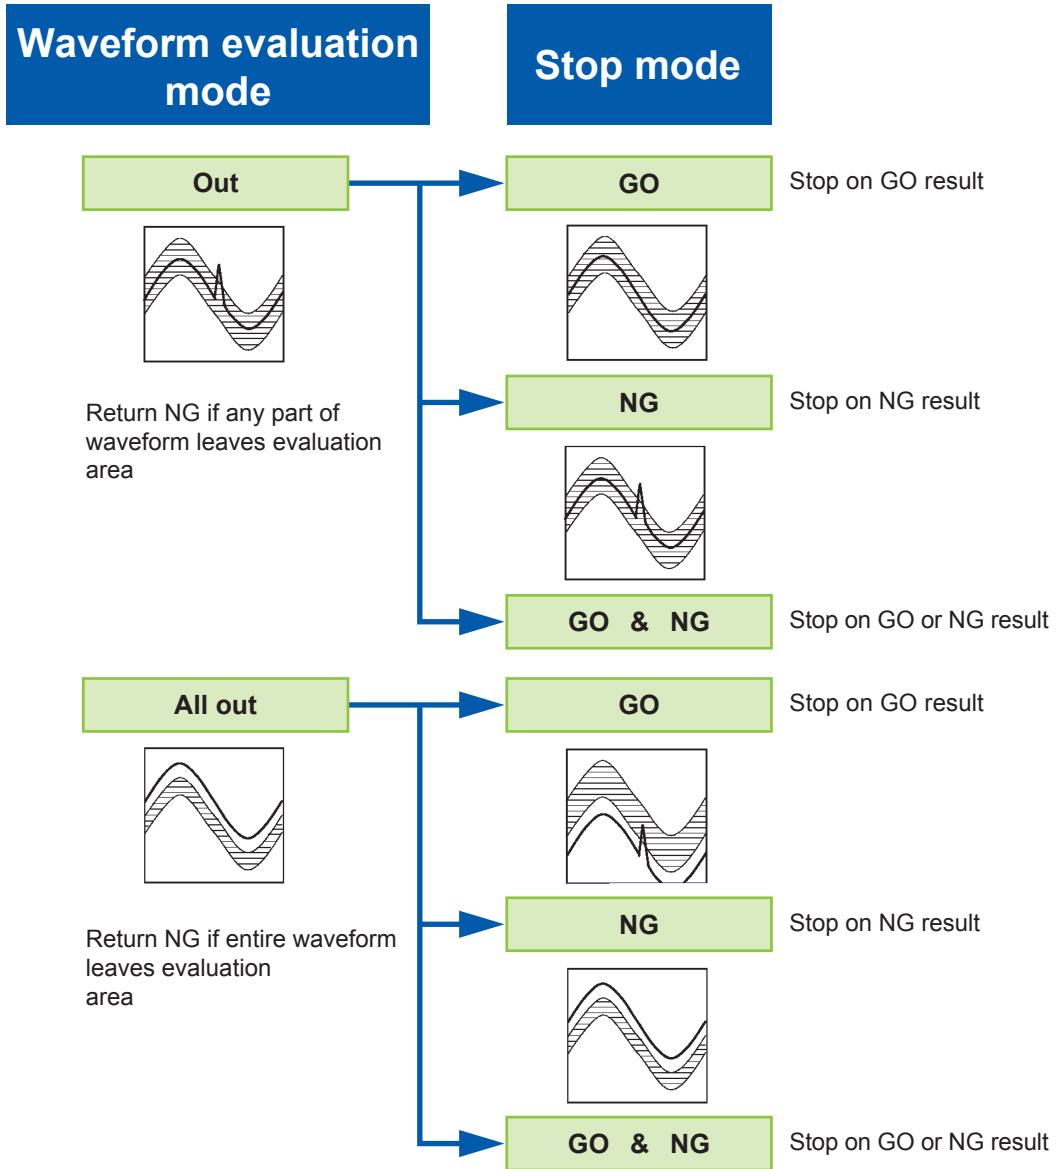 Waveform evaluation
mode
Stop mode
Out
GO
Stop on GO result
Return NG if any part of
waveform leaves evaluation
area
NG
Stop on NG result
GO & NG
Stop on GO or NG result
All out
GO
Stop on GO result
Return NG if entire waveform
leaves evaluation
area
NG
Stop on NG result
GO & NG
Stop on GO or NG result